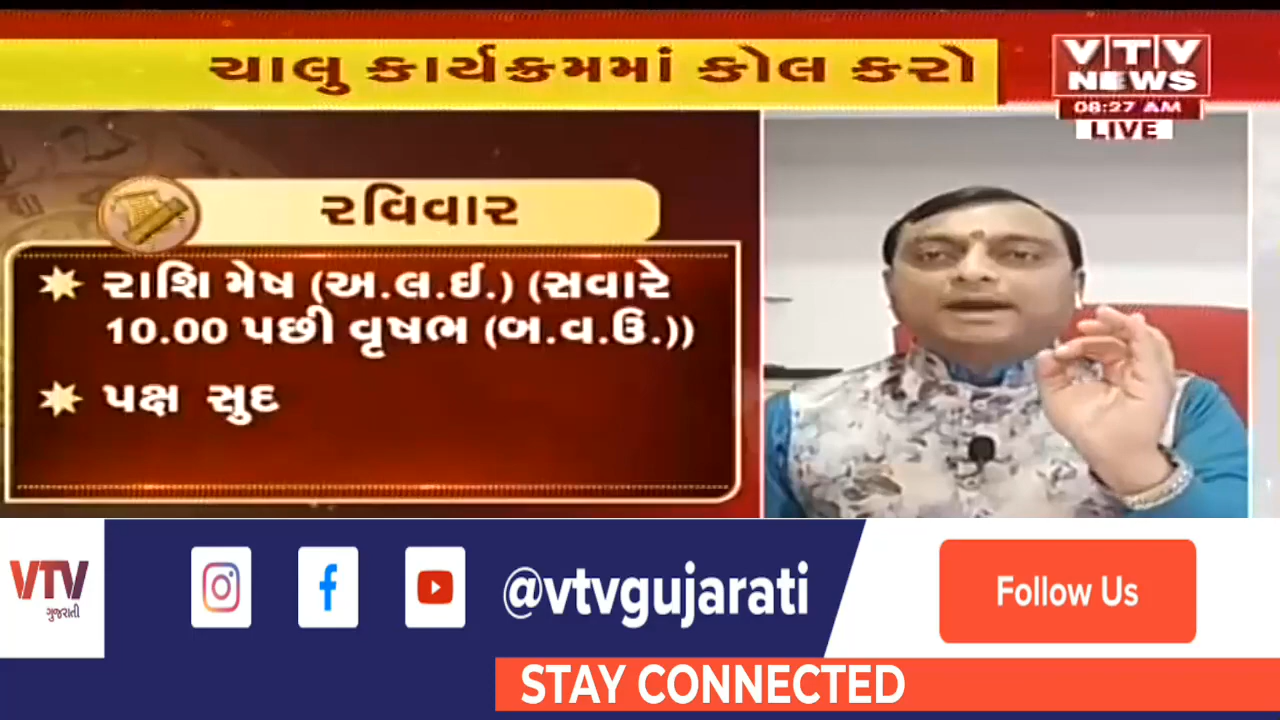 ચાલુ કાર્યક્રમમાં કોલ કરો
VTV
NEWS
08:27 AM
LIVE
રવિવાર
રાશિ મેષ (અ.લ.ઈ.) (સવારે
10.00 પછી વૃષભ (બ.વ.ઉ.))
પક્ષ સુદ
VTV
ગુજરાતી
@vtvgujarati
Follow Us
STAY CONNECTED